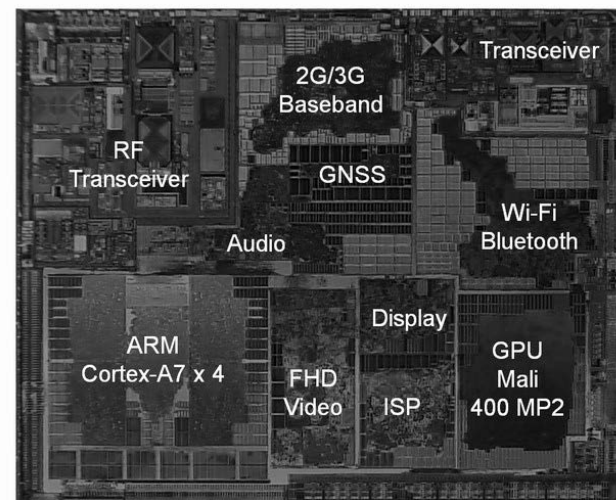 Transceiver
2G/3G
Baseband
RF
Transceiver
GNSS
Wi-Fi
Bluetooth
Audio
Display
ARM
Cortex-A7 x 4
FHD
Video
ISP
GPU
Mali
400 MP2